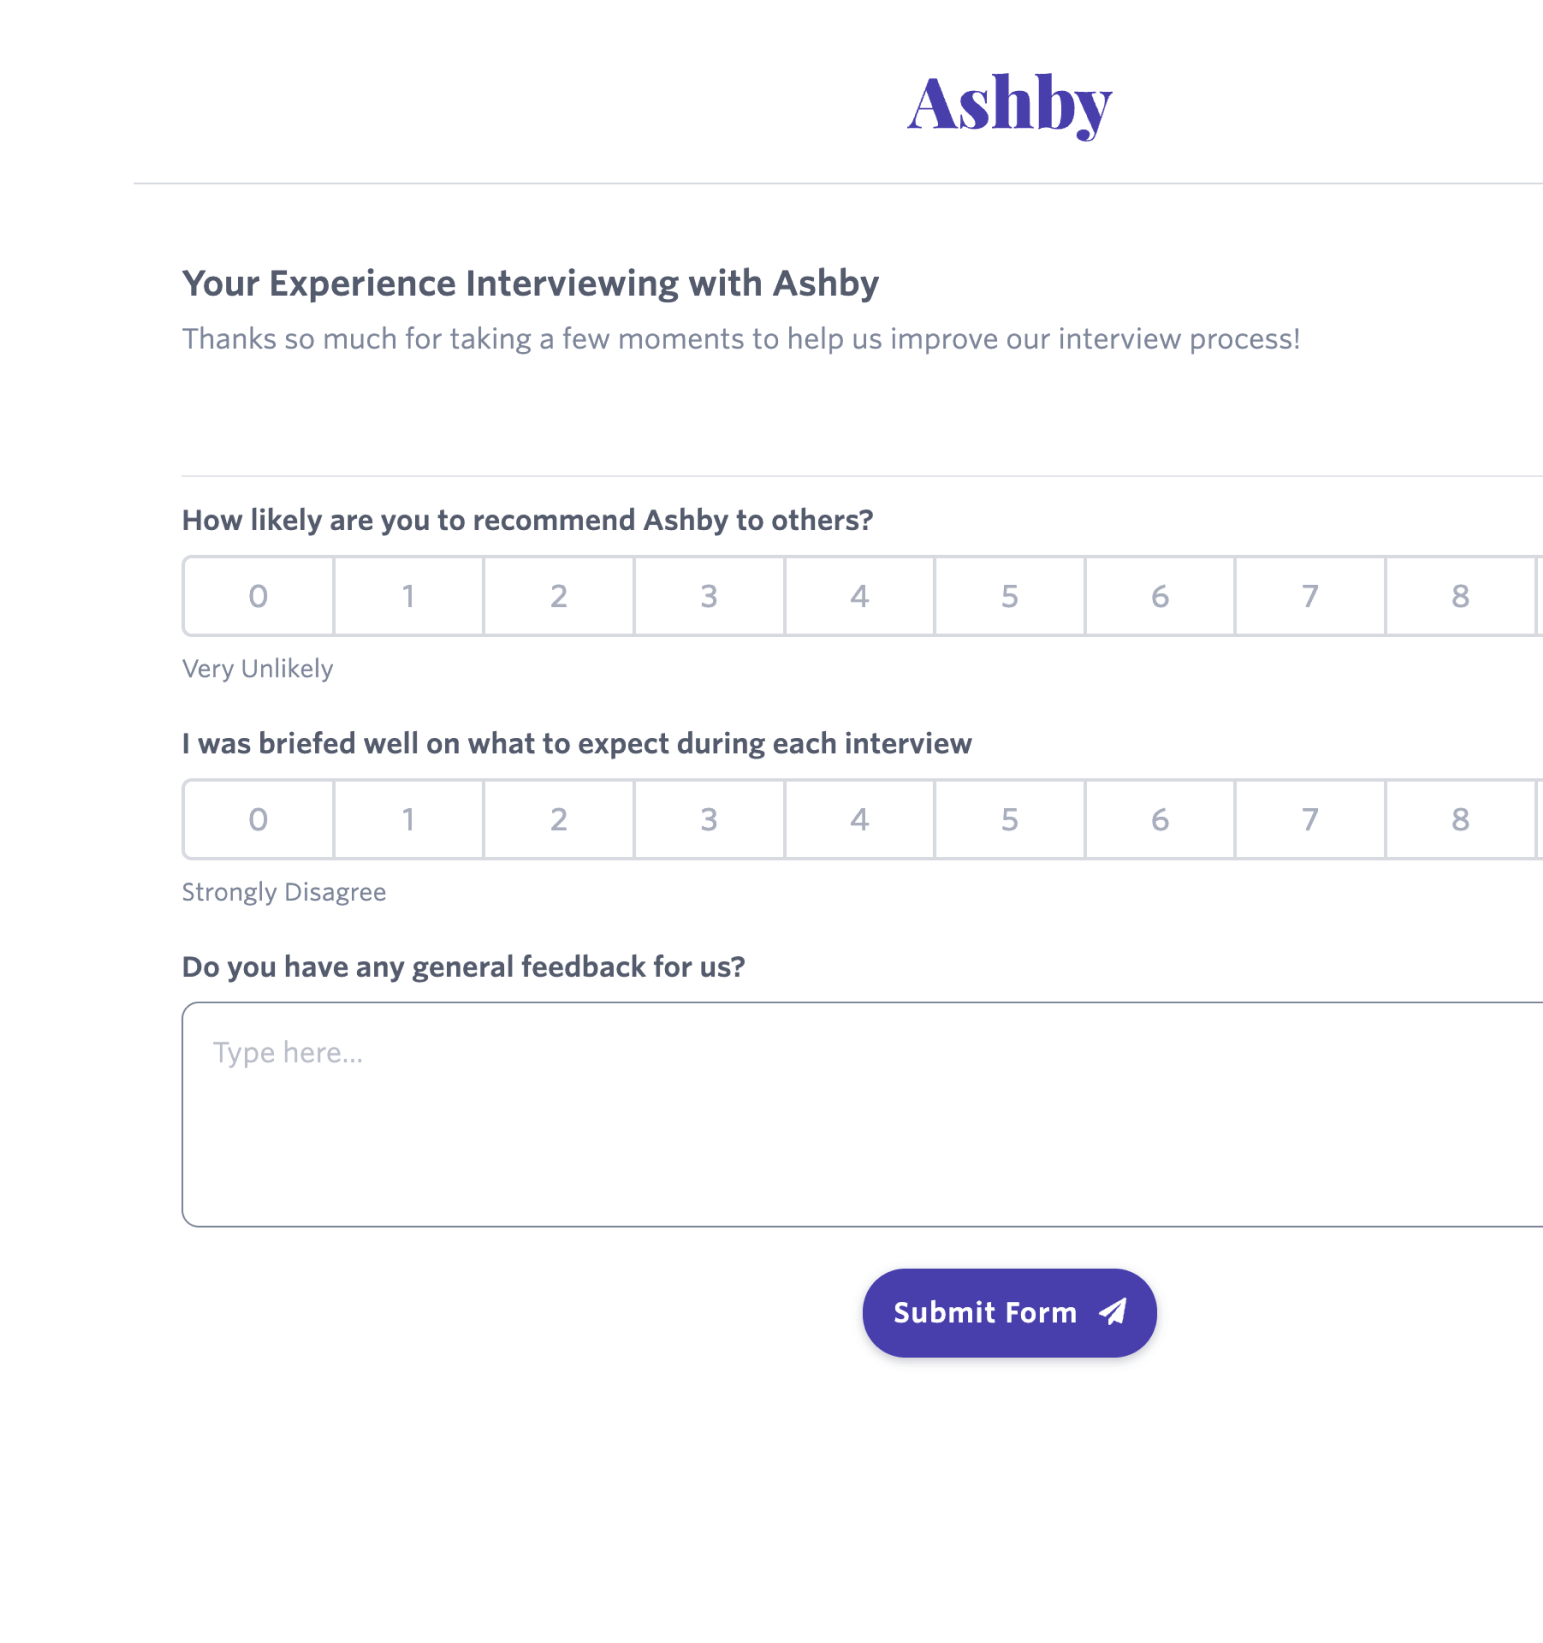 Ashby
Your Experience Interviewing with Ashby
Thanks so much for taking a few moments to help us improve our interview process!
How likely are you to recommend Ashby to others?
0 1 2 3 4 5 6 7 8
Very Unlikely
I was briefed well on what to expect during each interview
0 1 2 3 4 5 6 7 8
Strongly Disagree
Do you have any general feedback for us?
Type here...
Submit Form